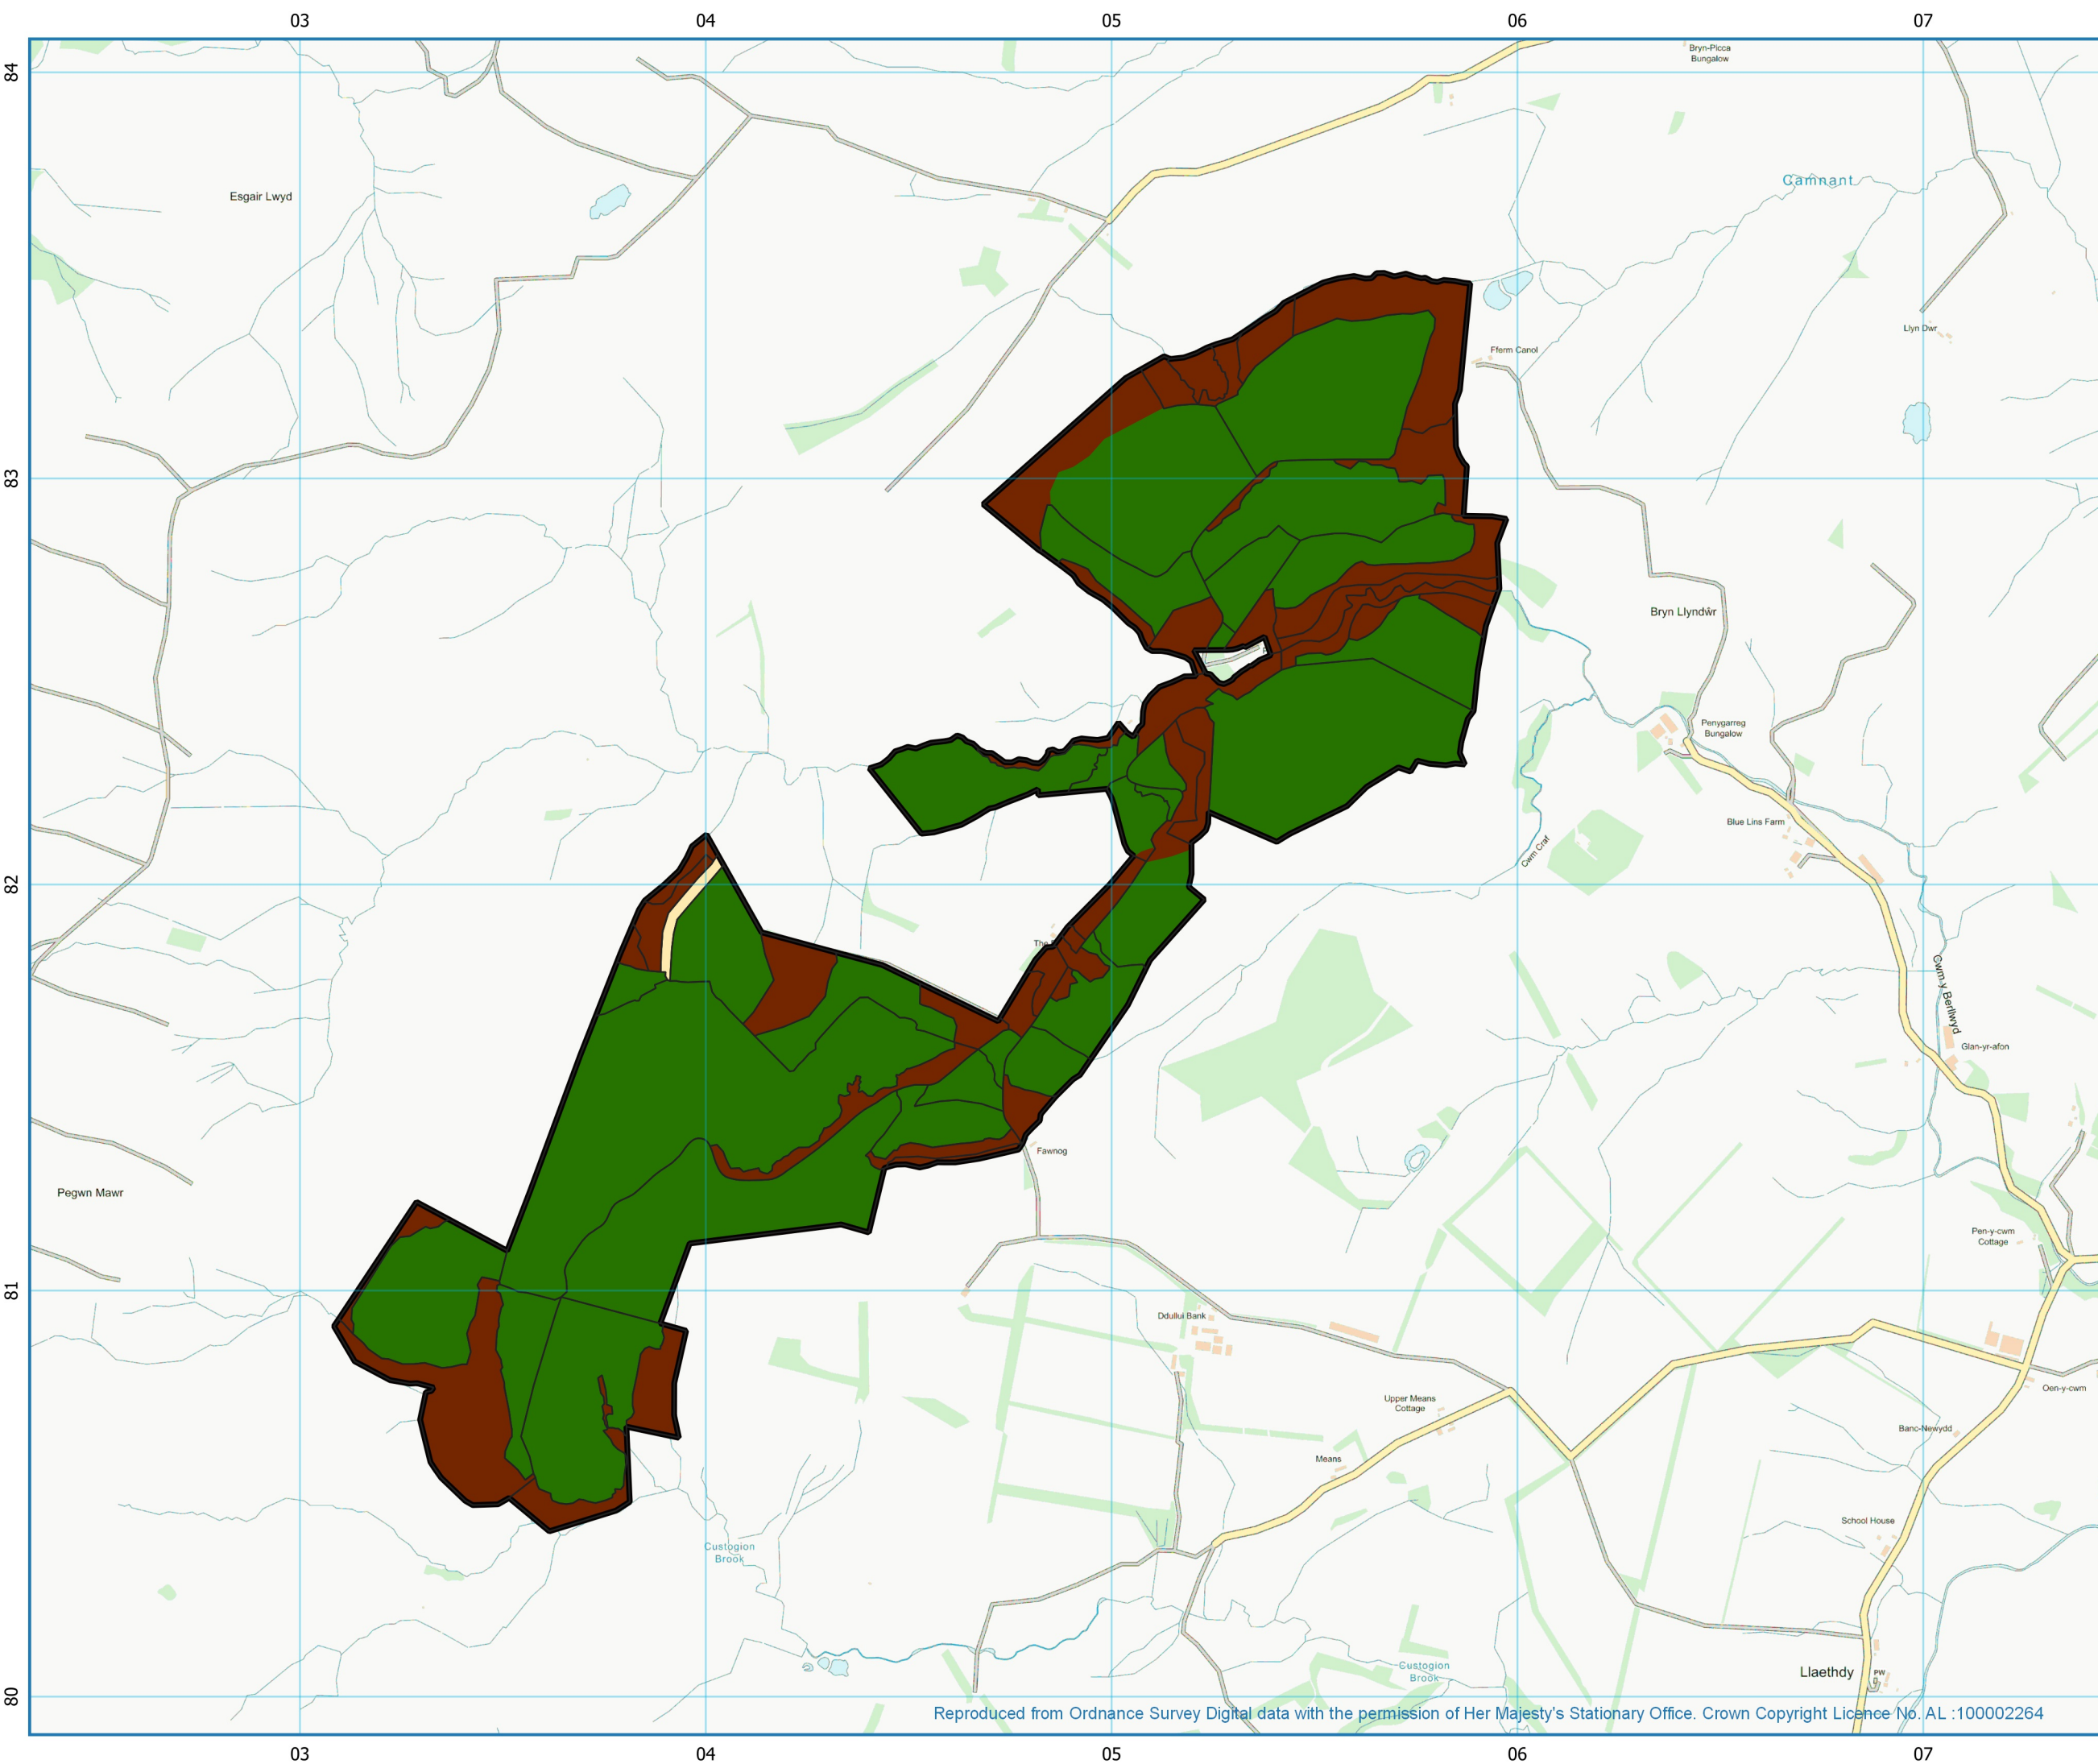 03 04 05 06 07
84
Bryn-Picca
Bungalow
Camnant
Esgair Lwyd
Llyn Dwr
Fferm Canol
83
Bryn Llyndŵr
Penygarreg
Bungalow
Blue Lins Farm
Cwm Craf
82
The
Cwm y Berllwyd
Glan-yr-afon
Fawnog
Pegwn Mawr
Pen-y-cwm
Cottage
81
Ddullui Bank
Oen-y-cwm
Upper Means
Cottage
Banc-Newydd
Means
School House
Custogion
Brook
Custogion
Brook
Llaethdy
PW
80
Reproduced from Ordnance Survey Digital data with the permission of Her Majesty's Stationary Office. Crown Copyright Licence No. AL :100002264
03 04 05 06 07